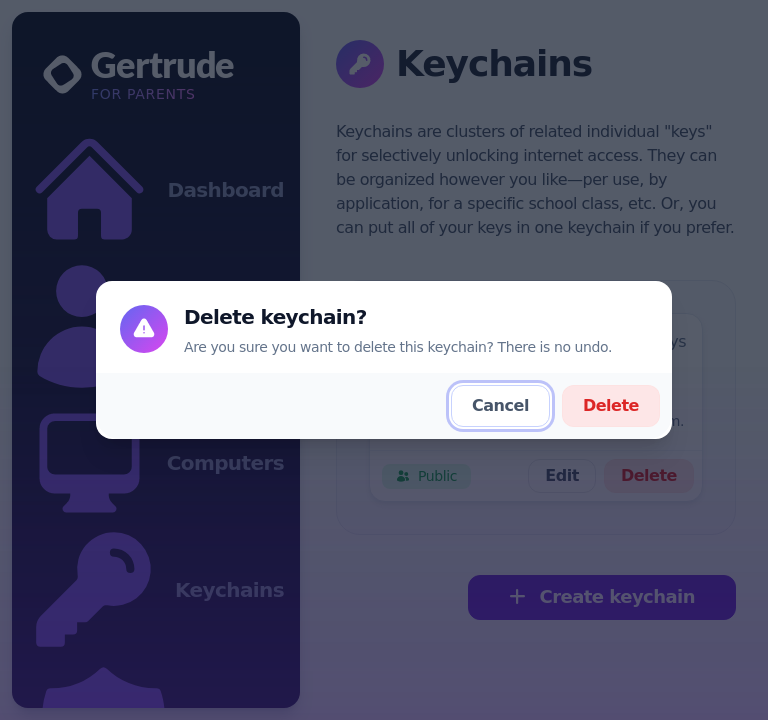 Gertrude
FOR PARENTS
Dashboard
Computers
Keychains
Keychains
Keychains are clusters of related individual "keys"
for selectively unlocking internet access. They can
be organized however you like—per use, by
application, for a specific school class, etc. Or, you
can put all of your keys in one keychain if you prefer.
Delete keychain?
Are you sure you want to delete this keychain? There is no undo.
Cancel
Delete
Public
Edit
Delete
Create keychain